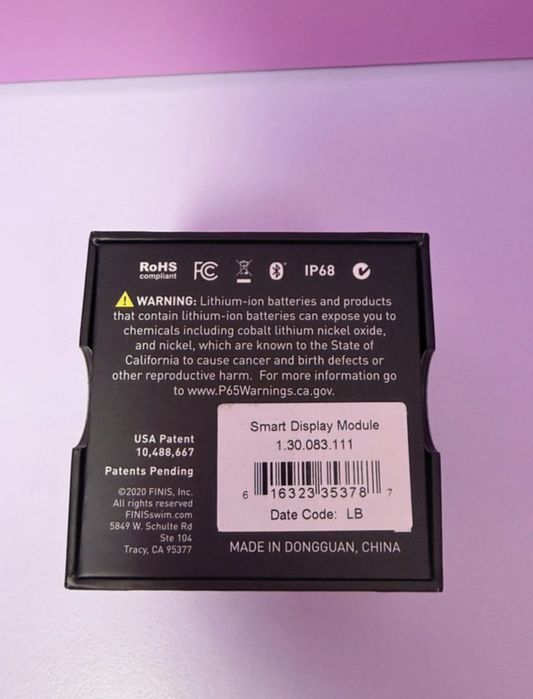 RoHS
compliant
FC
IP68
WARNING: Lithium-ion batteries and products
that contain lithium-ion batteries can expose you to
chemicals including cobalt lithium nickel oxide,
and nickel, which are known to the State of
California to cause cancer and birth defects or
other reproductive harm. For more information go
to www.P65Warnings.ca.gov.
USA Patent
10,488,667
Patents Pending
©2020 FINIS, Inc.
All rights reserved
FINISswim.com
5849 W. Schulte Rd
Ste 104
Tracy, CA 95377
Smart Display Module
1.30.083.111
6 16323 35378 7
Date Code: LB
MADE IN DONGGUAN, CHINA